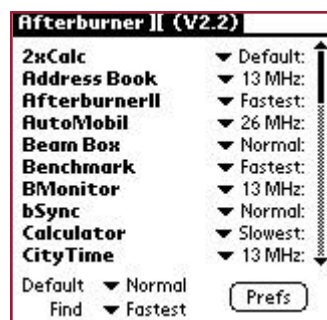 Afterburner ][ (V2.2)
2xCalc ▼ Default:
Address Book ▼ 13 MHz:
AfterburnerII ▼ Fastest:
AutoMobil ▼ 26 MHz:
Beam Box ▼ Normal:
Benchmark ▼ Fastest:
BMonitor ▼ 13 MHz:
bSync ▼ Normal:
Calculator ▼ Slowest:
CityTime ▼ 13 MHz:
Default ▼ Normal
Find ▼ Fastest
Prefs